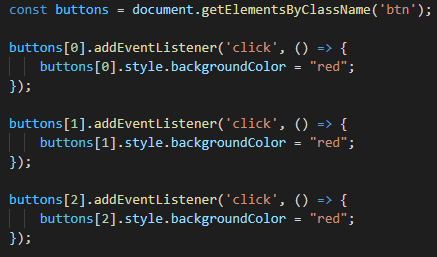 const buttons = document.getElementsByClassName('btn');
buttons[0].addEventListener('click', () => {
    buttons[0].style.backgroundColor = "red";
});
buttons[1].addEventListener('click', () => {
    buttons[1].style.backgroundColor = "red";
});
buttons[2].addEventListener('click', () => {
    buttons[2].style.backgroundColor = "red";
});